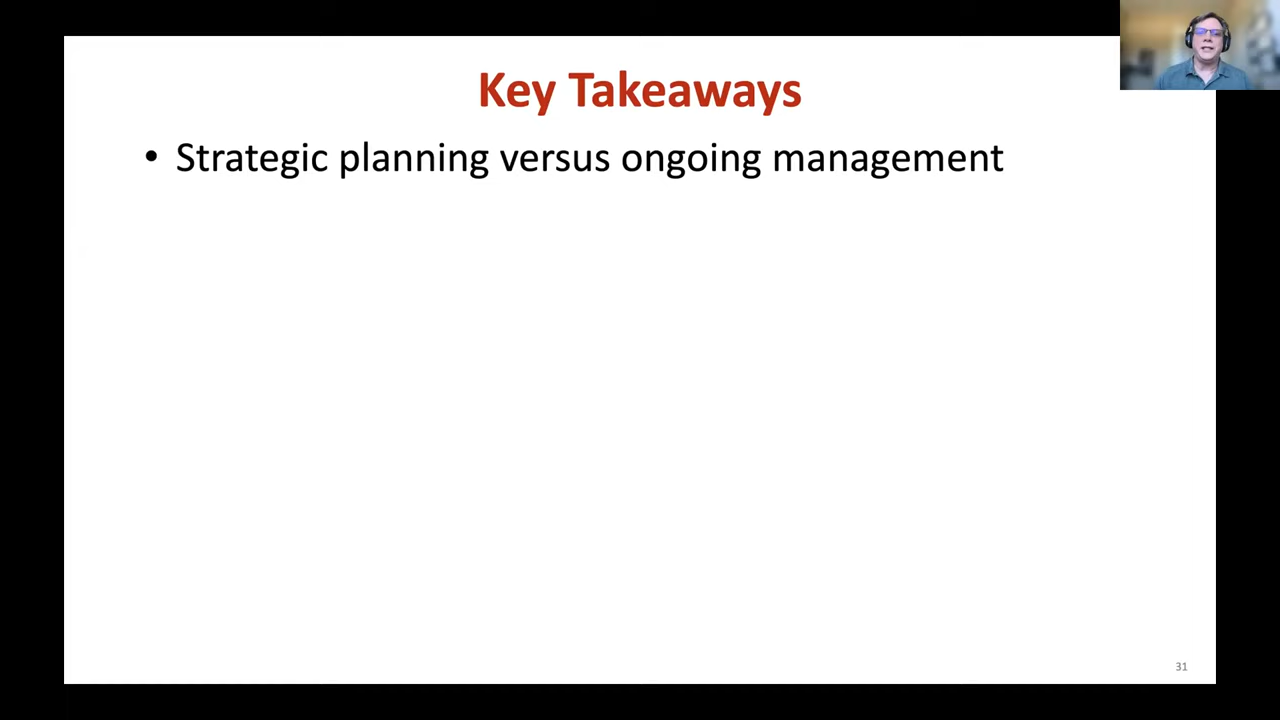 Key Takeaways
• Strategic planning versus ongoing management
31